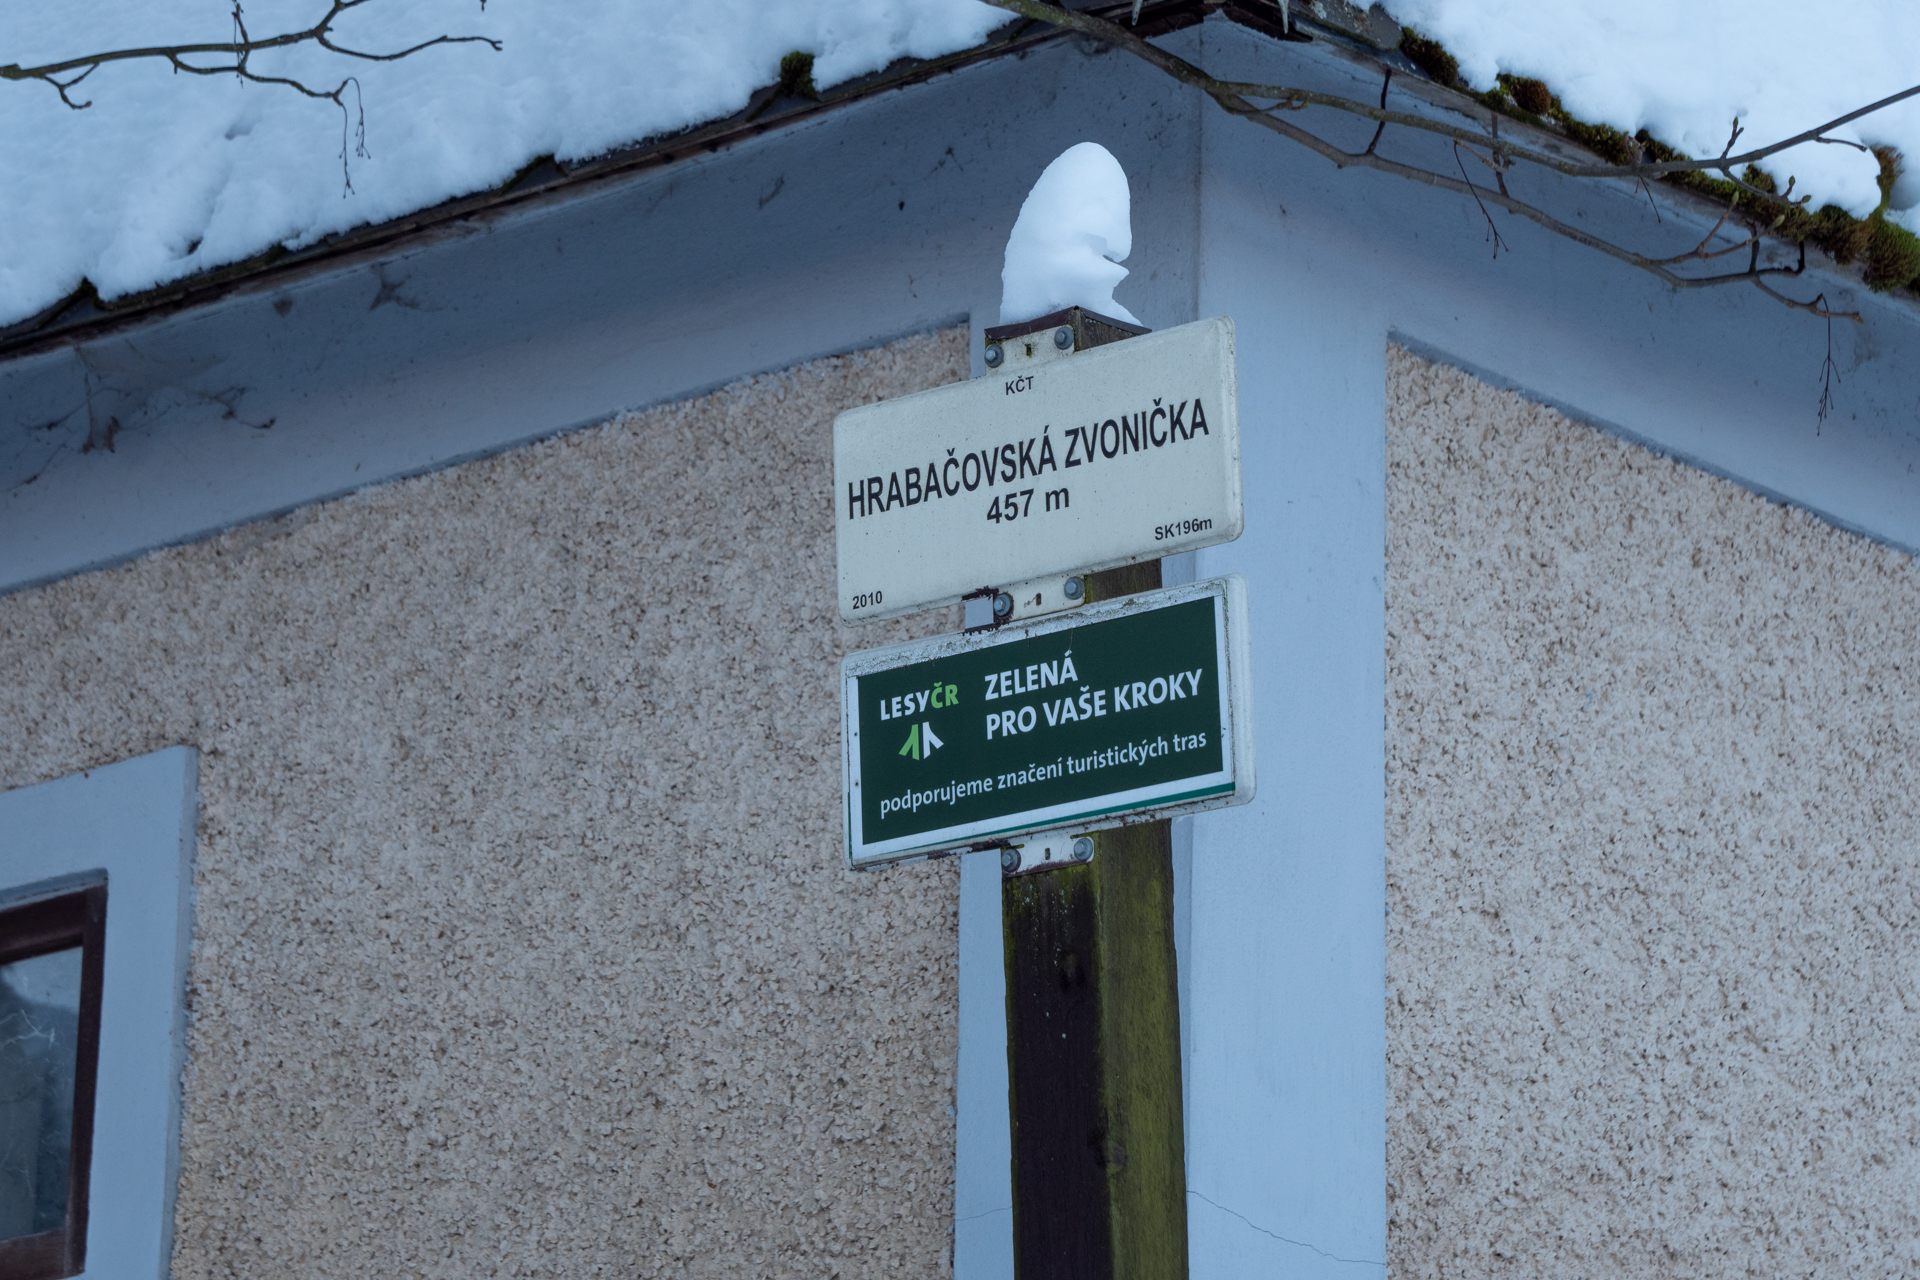 KČT
HRABAČOVSKÁ ZVONIČKA
457 m
SK196m
2010
LESYČR
ZELENÁ
PRO VAŠE KROKY
podporujeme značení turistických tras